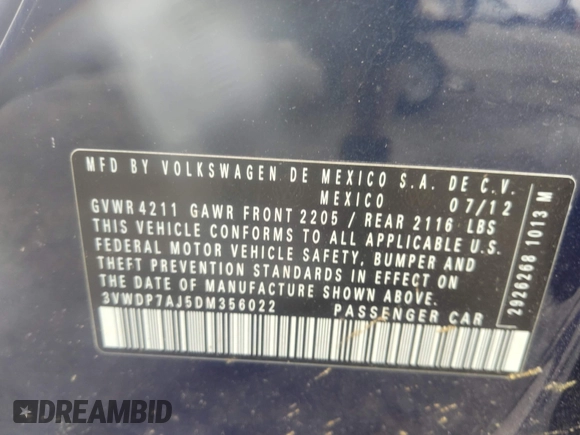 MFD BY VOLKSWAGEN DE MEXICO S.A. DE C.V.
MEXICO 07/12
GVWR 4211 GAWR FRONT 2205 / REAR 2116 LBS
THIS VEHICLE CONFORMS TO ALL APPLICABLE U.S.
FEDERAL MOTOR VEHICLE SAFETY, BUMPER AND
THEFT PREVENTION STANDARDS IN EFFECT ON
THE DATE OF MANUFACTURE SHOWN ABOVE.
3VWDP7AJ5DM356022 PASSENGER CAR
2926268 1013 M
DREAMBID